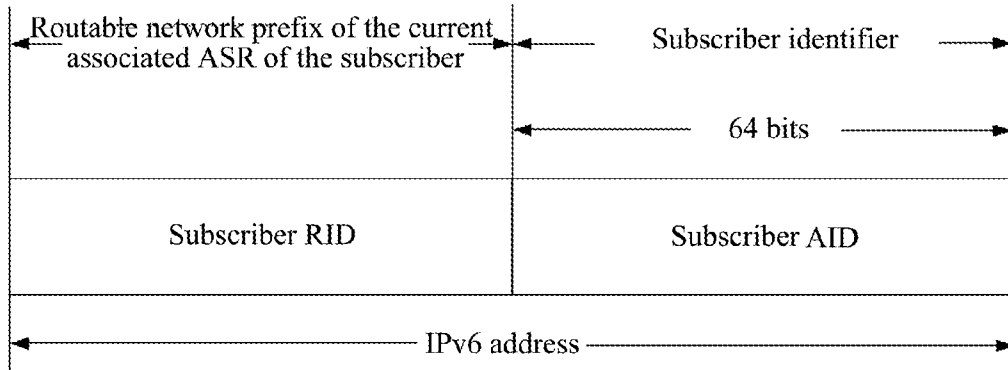 Routable network prefix of the current
associated ASR of the subscriber
Subscriber identifier
64 bits
Subscriber RID
Subscriber AID
IPv6 address